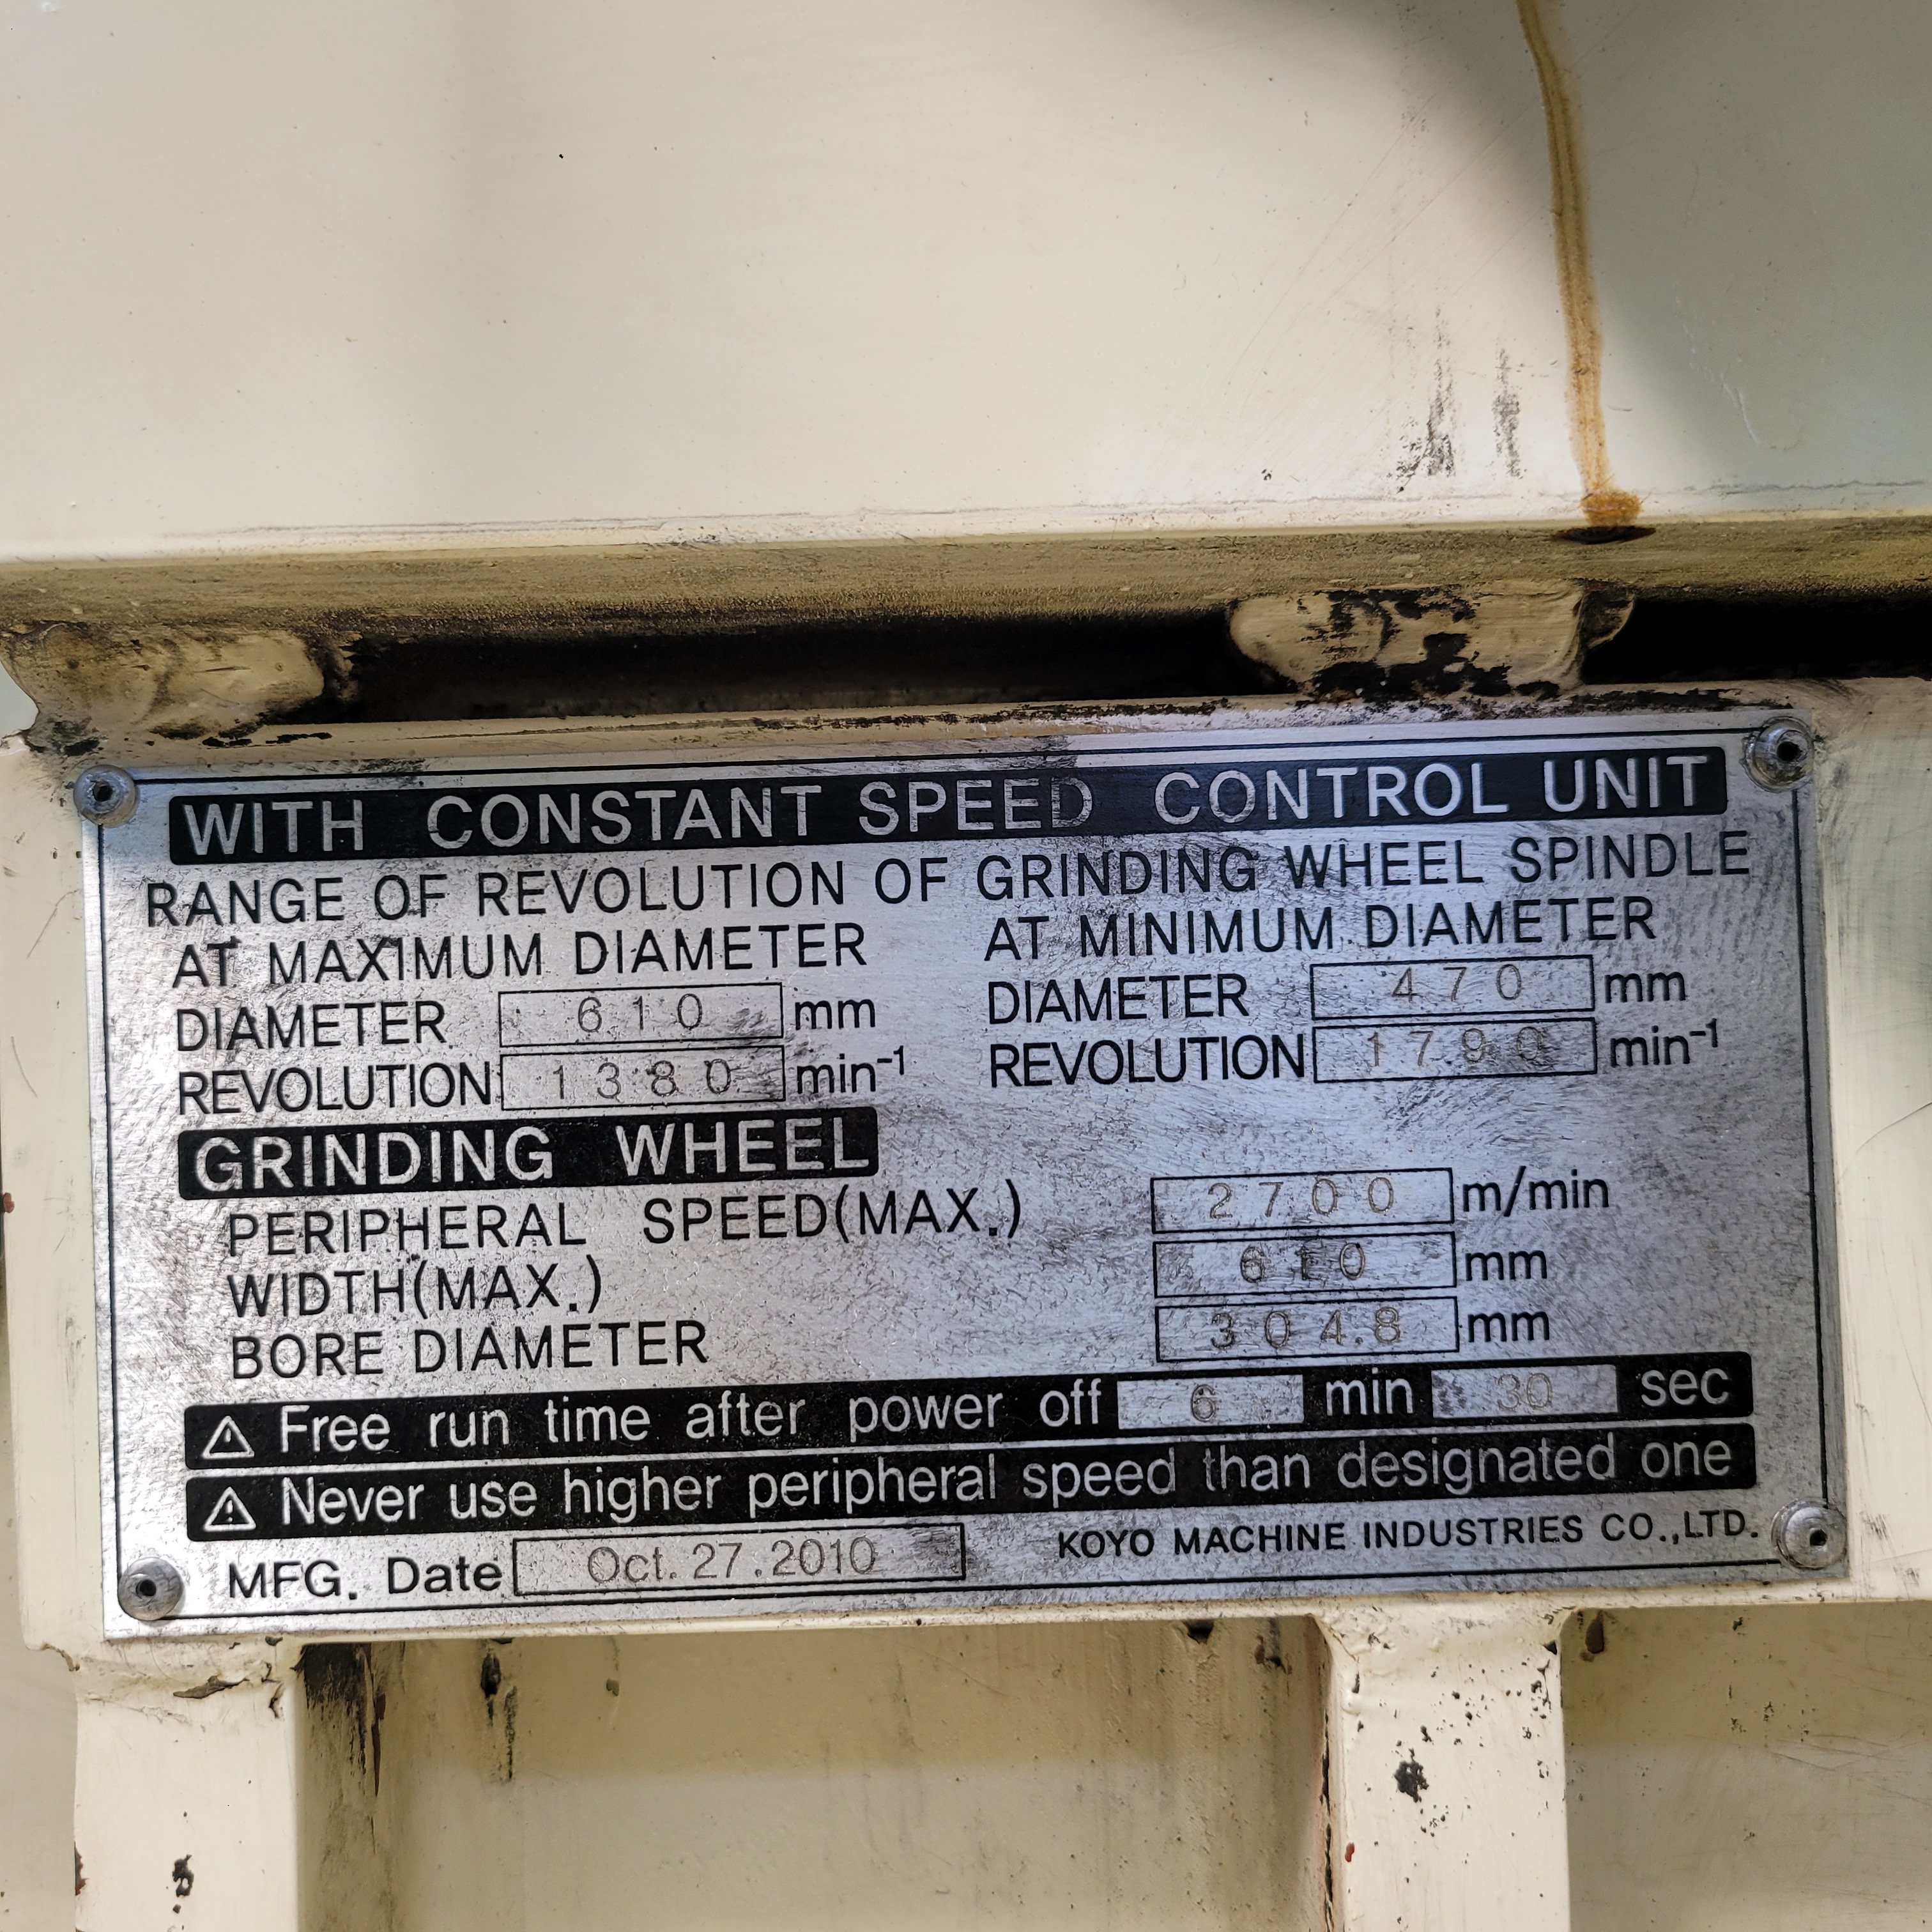 WITH CONSTANT SPEED CONTROL UNIT
RANGE OF REVOLUTION OF GRINDING WHEEL SPINDLE
AT MAXIMUM DIAMETER AT MINIMUM DIAMETER
DIAMETER 610 mm DIAMETER 470 mm
REVOLUTION 1380 min⁻¹ REVOLUTION 1790 min⁻¹
GRINDING WHEEL
PERIPHERAL SPEED(MAX.) 2700 m/min
WIDTH(MAX.) 610 mm
BORE DIAMETER 304.8 mm
⚠ Free run time after power off 6 min 30 sec
⚠ Never use higher peripheral speed than designated one
MFG. Date Oct. 27.2010 KOYO MACHINE INDUSTRIES CO.,LTD.